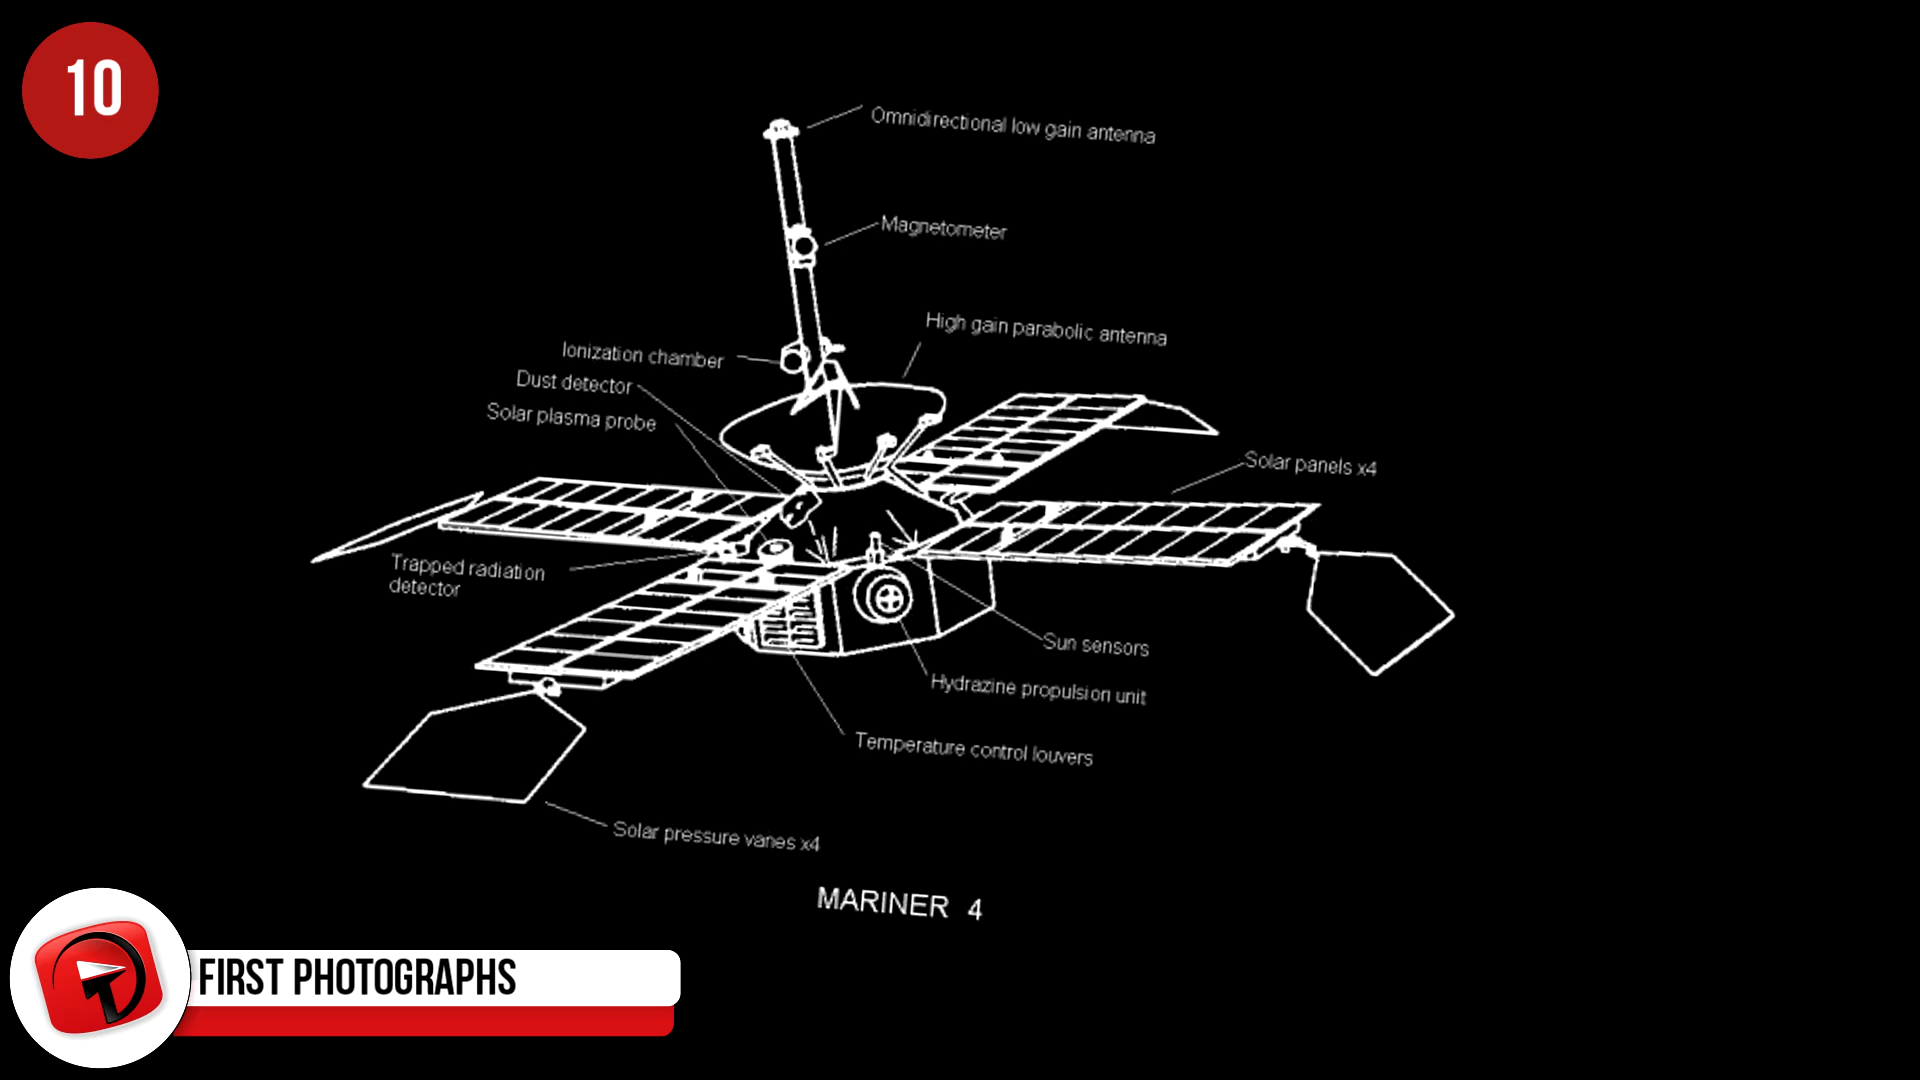 10
Omnidirectional low gain antenna
Magnetometer
High gain parabolic antenna
Ionization chamber
Dust detector
Solar plasma probe
Solar panels x4
Trapped radiation
detector
Sun sensors
Hydrazine propulsion unit
Temperature control louvers
Solar pressure vanes x4
MARINER 4
FIRST PHOTOGRAPHS